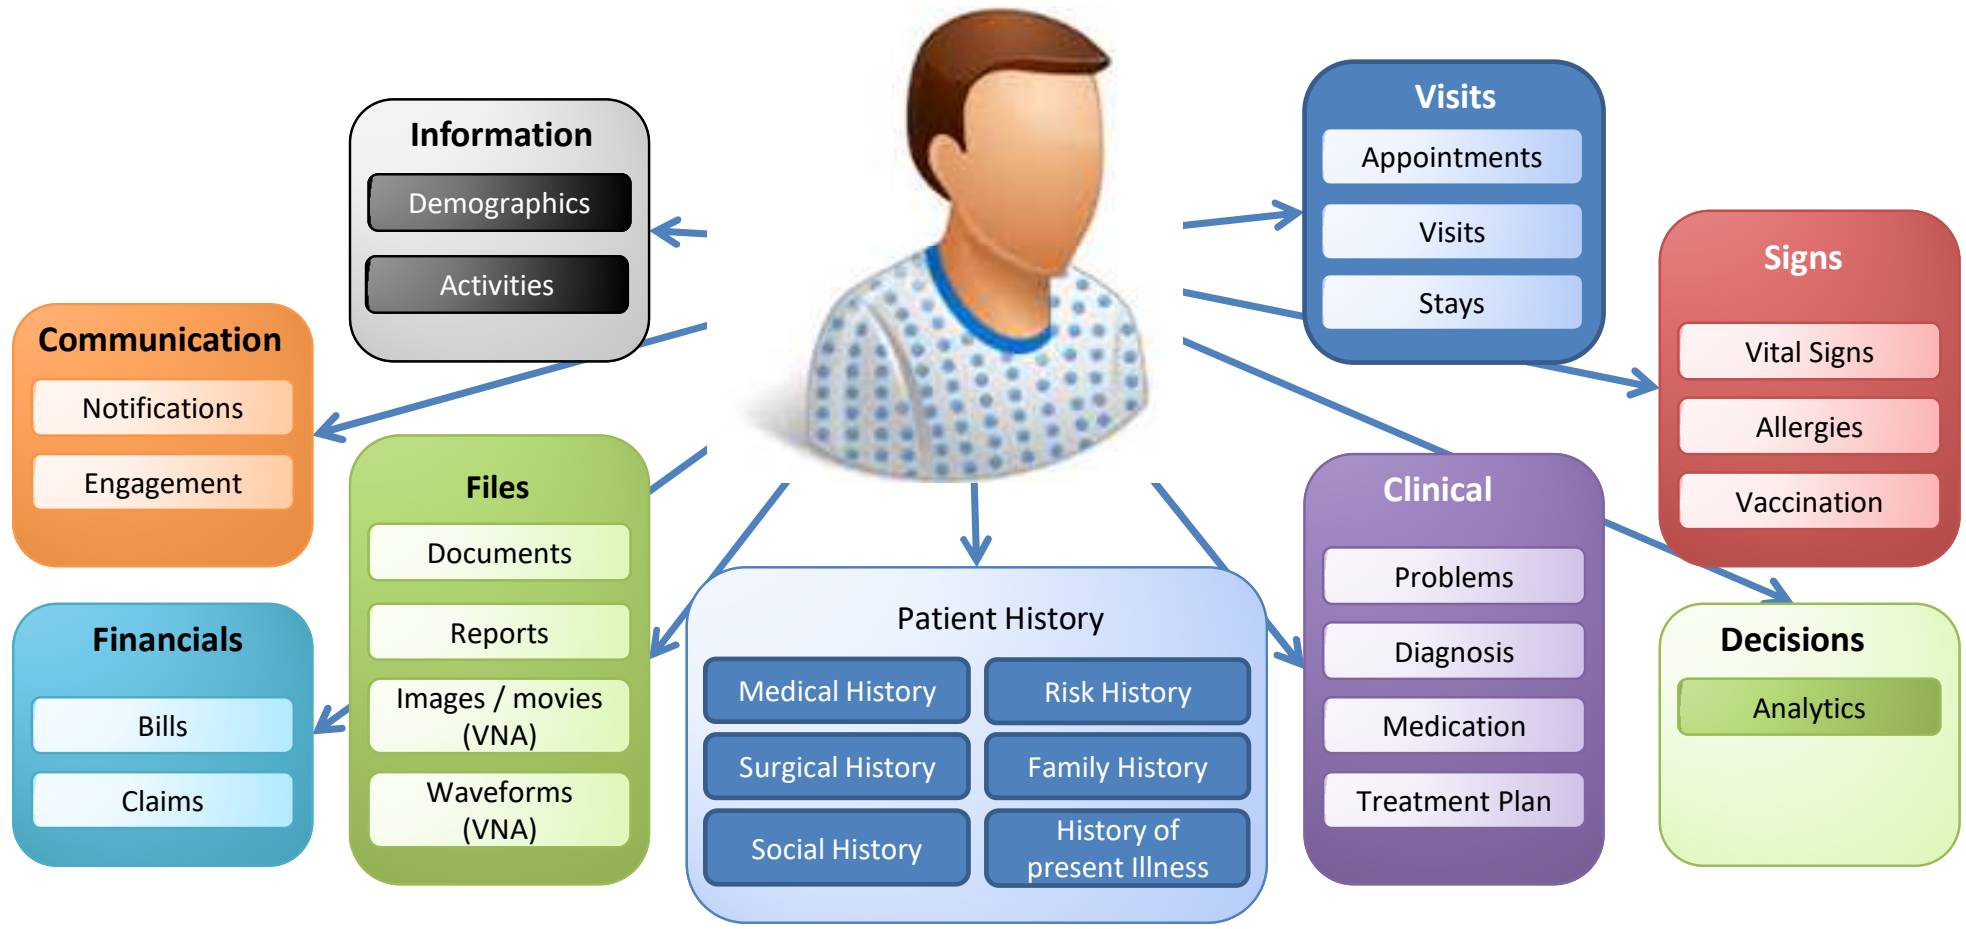 Information
Demographics
Activities
Communication
Notifications
Engagement
Financials
Bills
Claims
Files
Documents
Reports
Images / movies
(VNA)
Waveforms
(VNA)
Patient History
Medical History
Risk History
Surgical History
Family History
Social History
History of
present Illness
Visits
Appointments
Visits
Stays
Clinical
Problems
Diagnosis
Medication
Treatment Plan
Signs
Vital Signs
Allergies
Vaccination
Decisions
Analytics